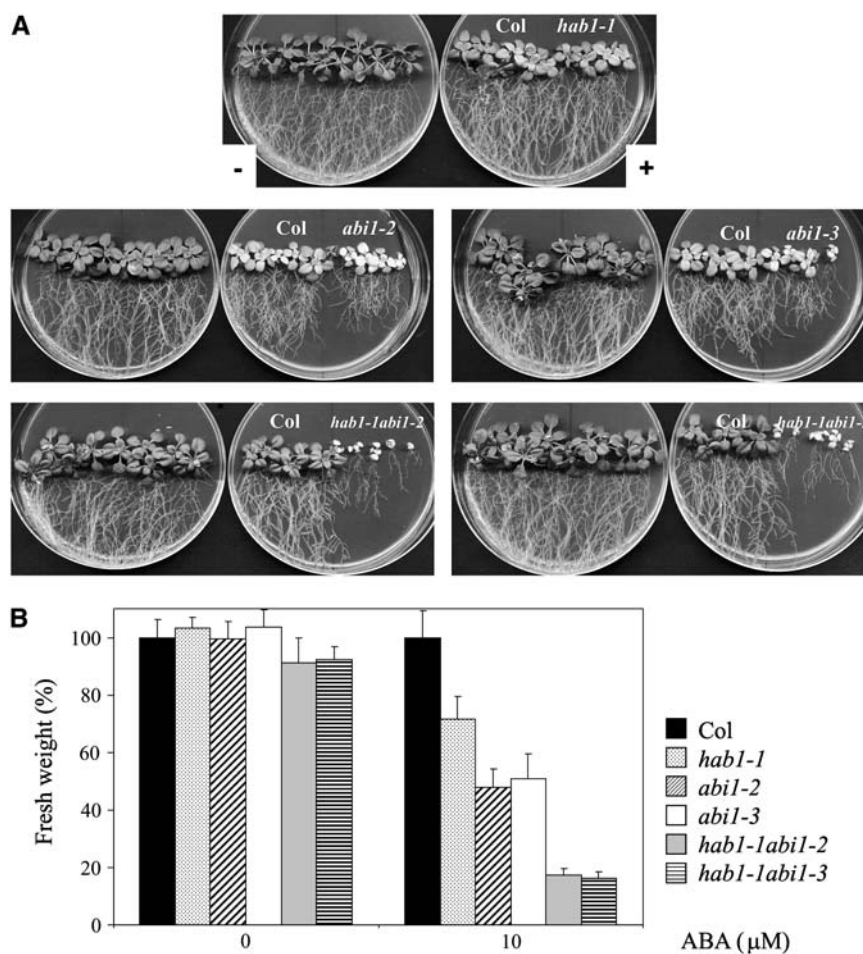 A
Col hab1-1
- +
Col abi1-2
Col abi1-3
Col hab1-1abi1-2
Col hab1-1abi1-
B
Fresh weight (%)
100
80
60
40
20
0
0 10 ABA (µM)
Col
hab1-1
abi1-2
abi1-3
hab1-1abi1-2
hab1-1abi1-3